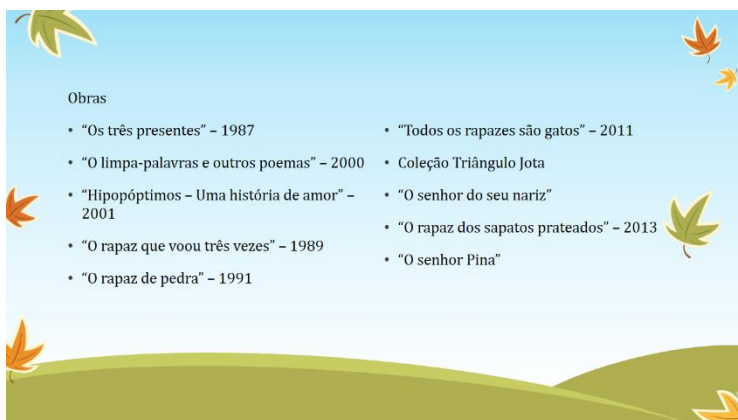 Obras
• “Os três presentes” – 1987
• “O limpa-palavras e outros poemas” – 2000
• “Hipopóptimos – Uma história de amor” –
2001
• “O rapaz que voou três vezes” – 1989
• “O rapaz de pedra” – 1991
• “Todos os rapazes são gatos” – 2011
• Coleção Triângulo Jota
• “O senhor do seu nariz”
• “O rapaz dos sapatos prateados” – 2013
• “O senhor Pina”